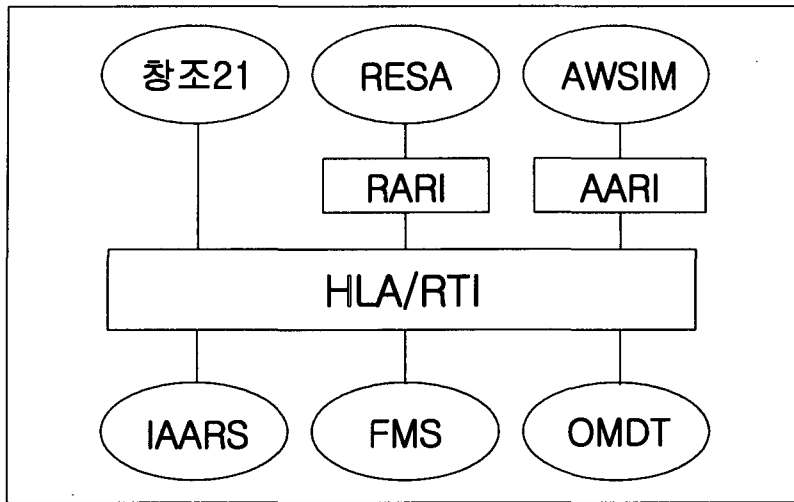 창조21 RESA AWSIM
RARI AARI
HLA/RTI
IAARS FMS OMDT